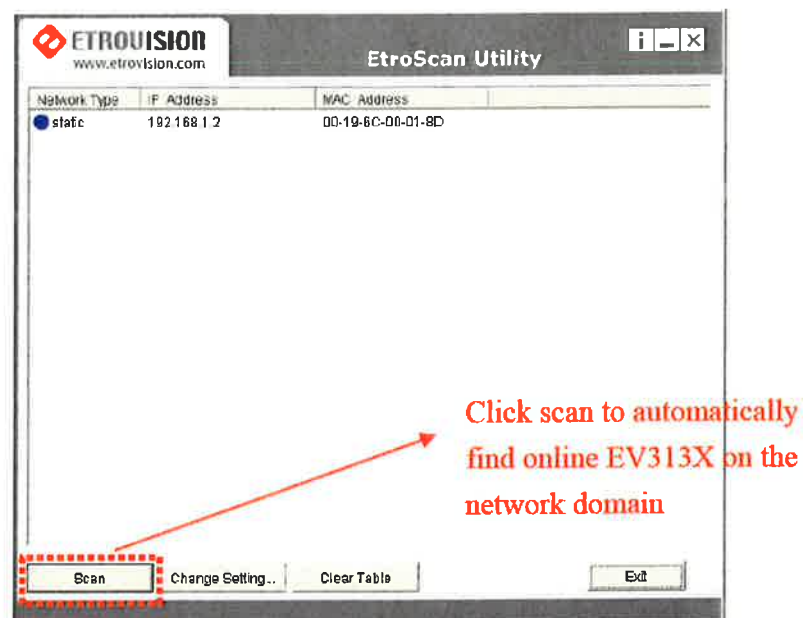 ETROVISION
www.etrovision.com
EtroScan Utility
i
Network Type IP Address MAC Address
static 192.168.1.2 00-19-6C-00-01-8D
Click scan to automatically
find online EV313X on the
network domain
Scan Change Setting... Clear Table Exit